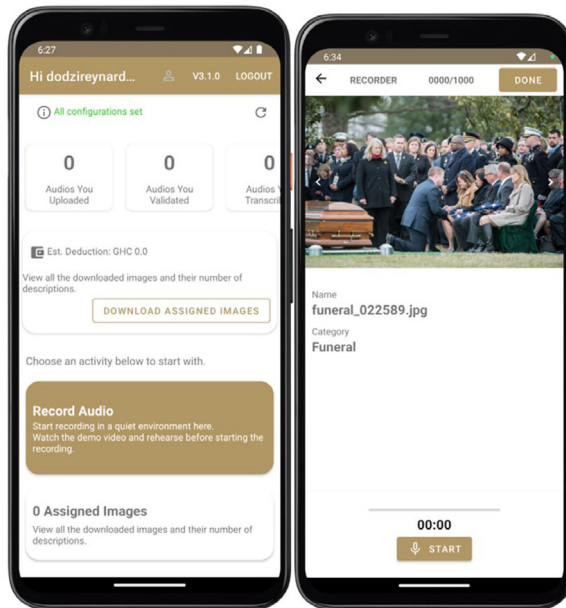 6:27
Hi dodzireynard...
V3.1.0
LOGOUT
All configurations set
0
Audios You
Uploaded
0
Audios You
Validated
0
Audios
Est. Deduction: GHC 0.0
View all the downloaded images and their number of
descriptions.
DOWNLOAD ASSIGNED IMAGES
Choose an activity below to start with.
Record Audio
Start recording in a quiet environment here.
Watch the demo video and rehearse before starting the
recording.
0 Assigned Images
View all the downloaded images and their number of
descriptions.
6:34
RECORDER
0000/1000
DONE
Name
funeral_022589.jpg
Category
Funeral
00:00
START